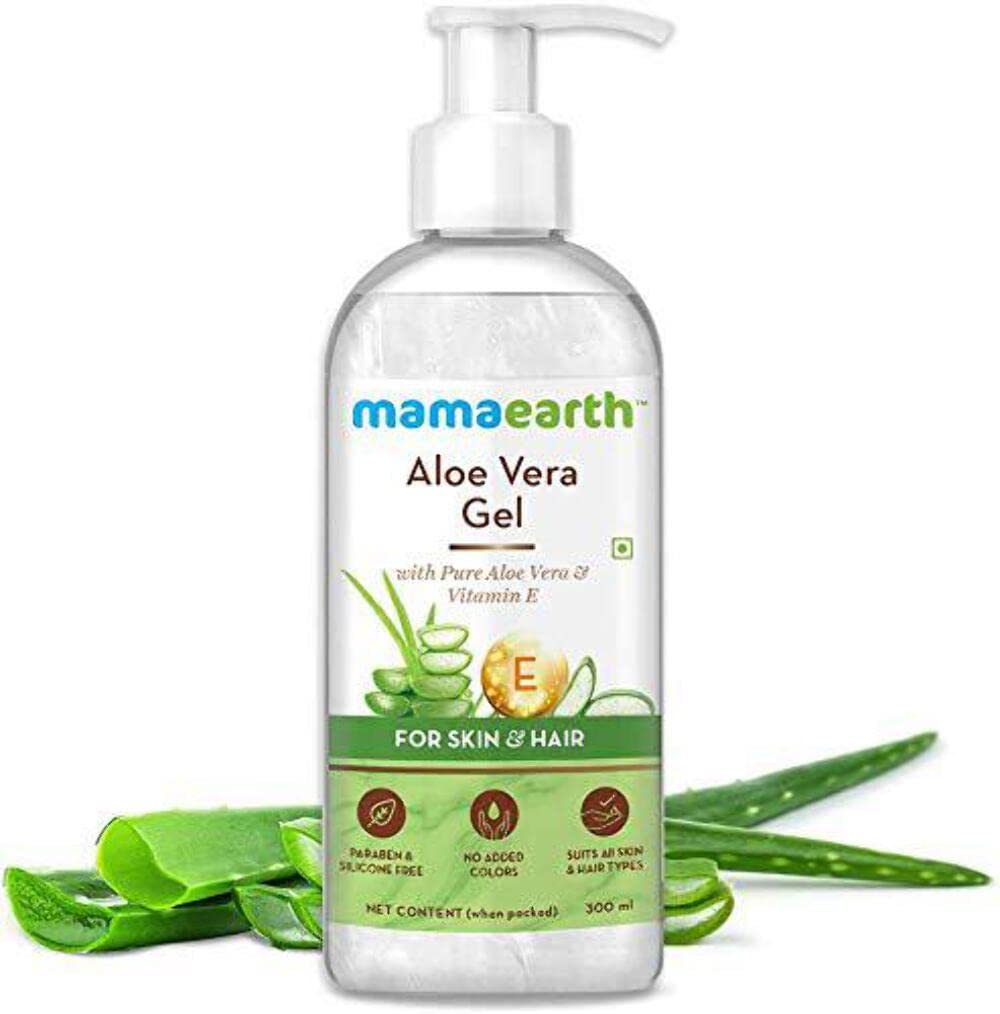 mamaearth™
Aloe Vera
Gel
with Pure Aloe Vera &
Vitamin E
E
FOR SKIN & HAIR
PARABEN &
SILICONE FREE
NO ADDED
COLORS
SUITS All SKIN
& HAIR TYPES
NET CONTENT (when packed) 300 ml